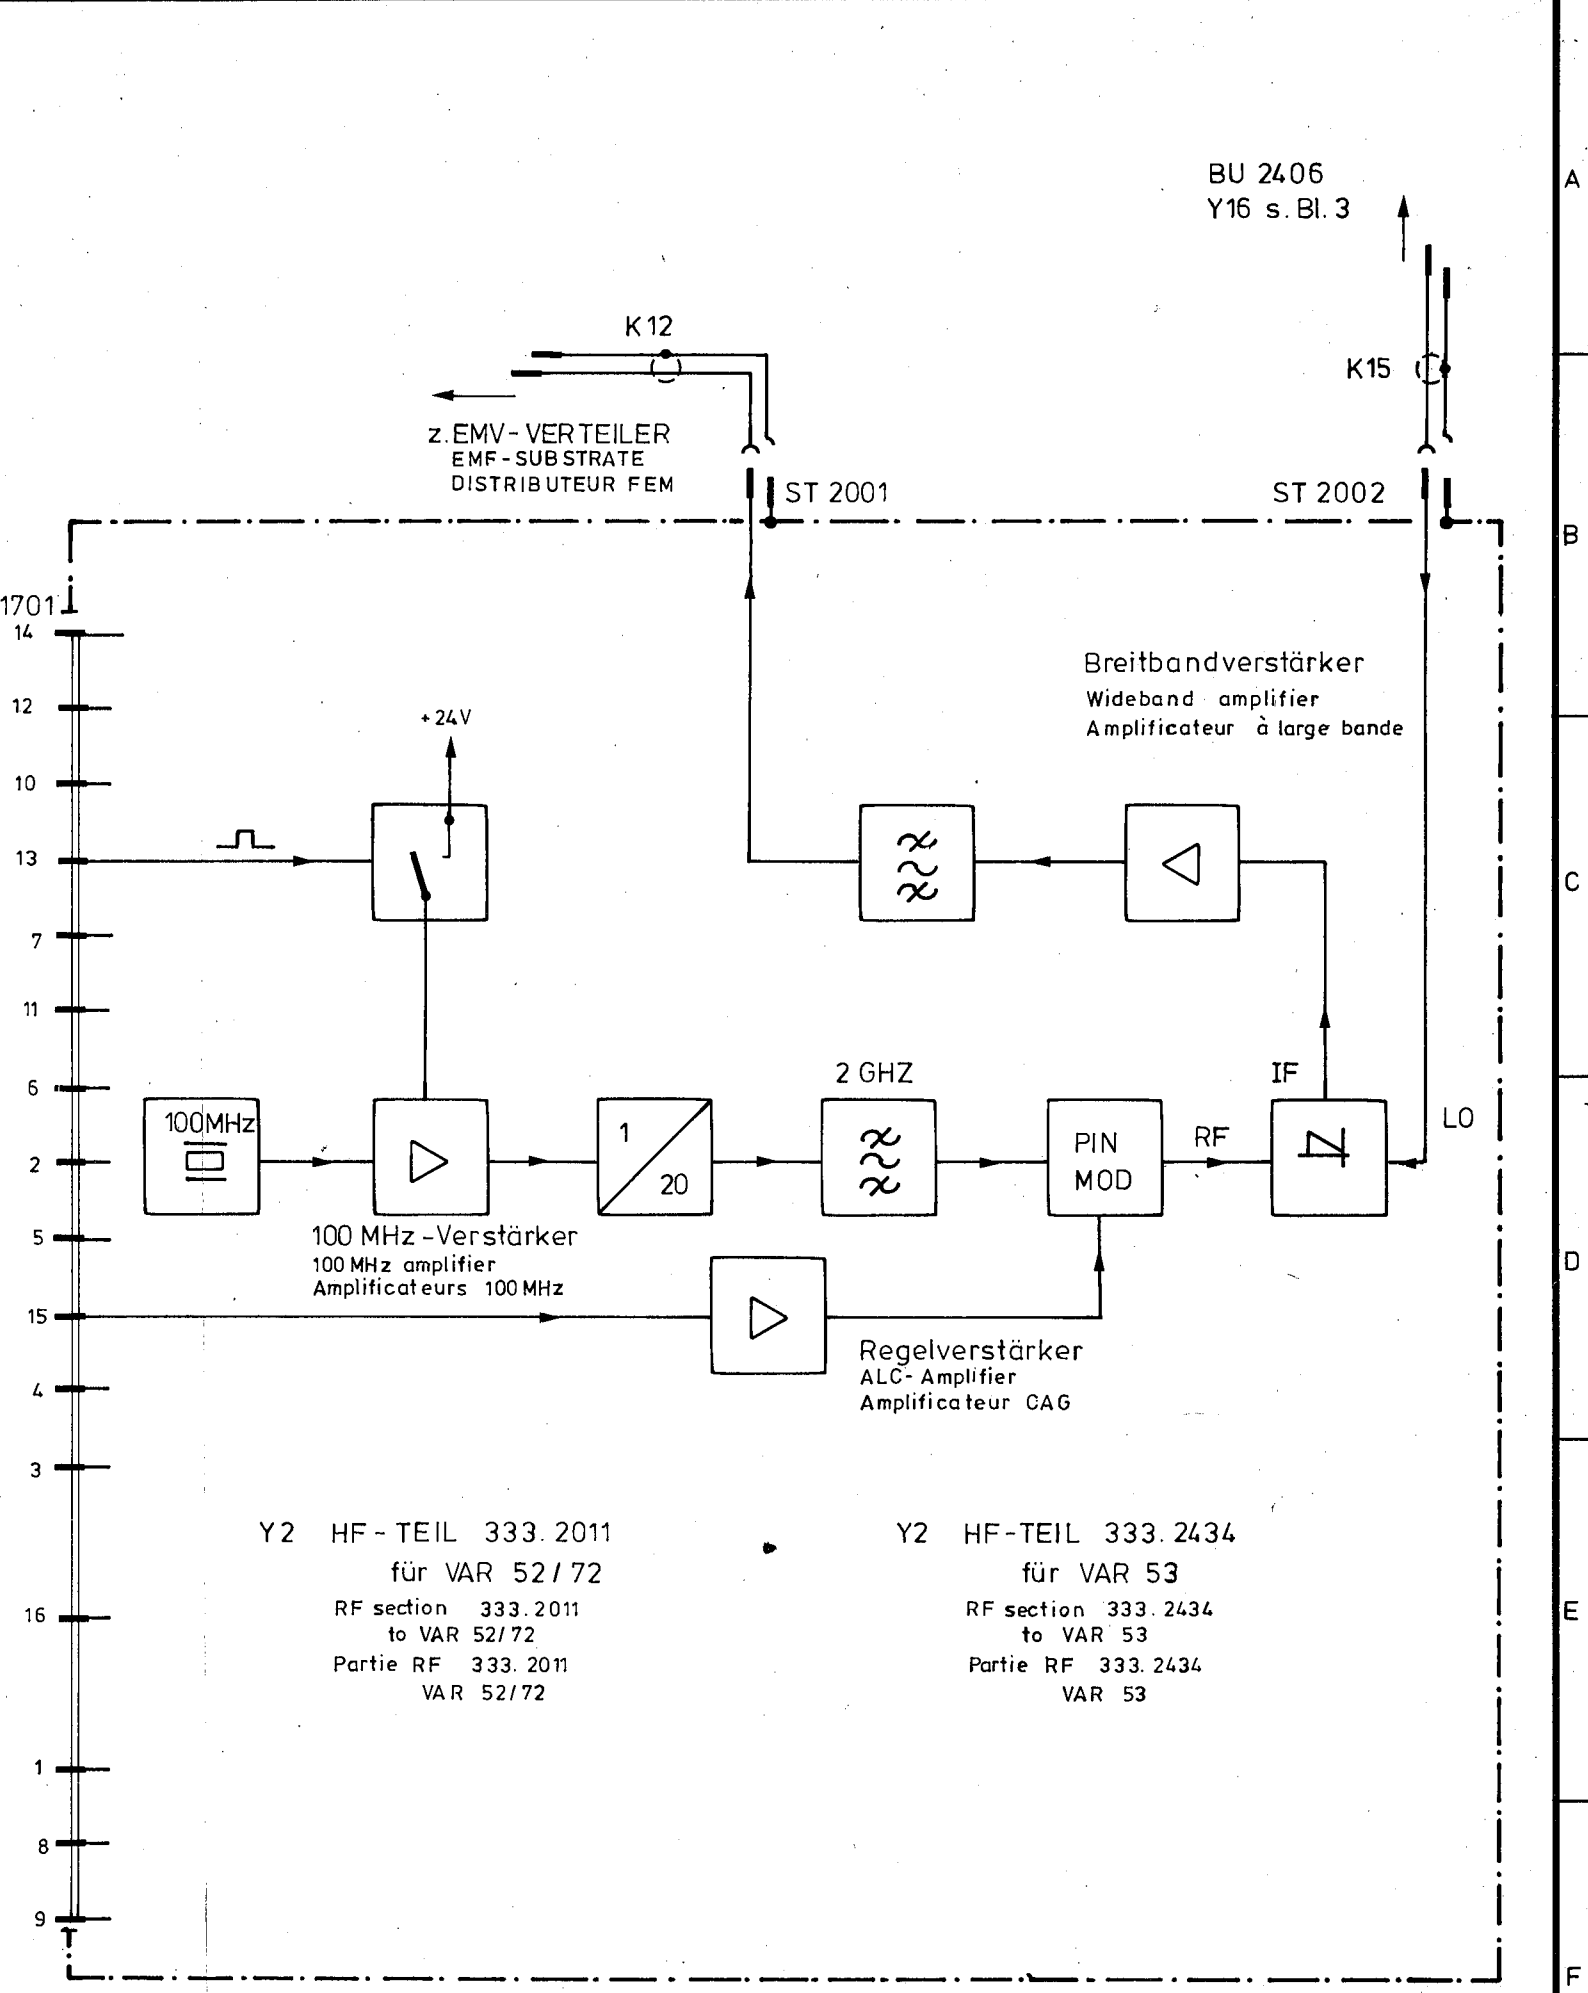 BU 2406
Y16 s. Bl. 3
A
K12
K15
z. EMV-VERTEILER
EMF-SUBSTRATE
DISTRIBUTEUR FEM
ST 2001
ST 2002
B
1701
14
12
10
13
7
11
6
2
5
15
4
3
16
1
8
9
+24V
Breitbandverstärker
Wideband amplifier
Amplificateur à large bande
C
2 GHZ
IF
LO
100MHz
1
20
PIN
MOD
RF
100 MHz-Verstärker
100 MHz amplifier
Amplificateurs 100 MHz
D
Regelverstärker
ALC-Amplifier
Amplificateur CAG
Y2 HF-TEIL 333.2011
für VAR 52/72
RF section 333.2011
to VAR 52/72
Partie RF 333.2011
VAR 52/72
Y2 HF-TEIL 333.2434
für VAR 53
RF section 333.2434
to VAR 53
Partie RF 333.2434
VAR 53
E
F